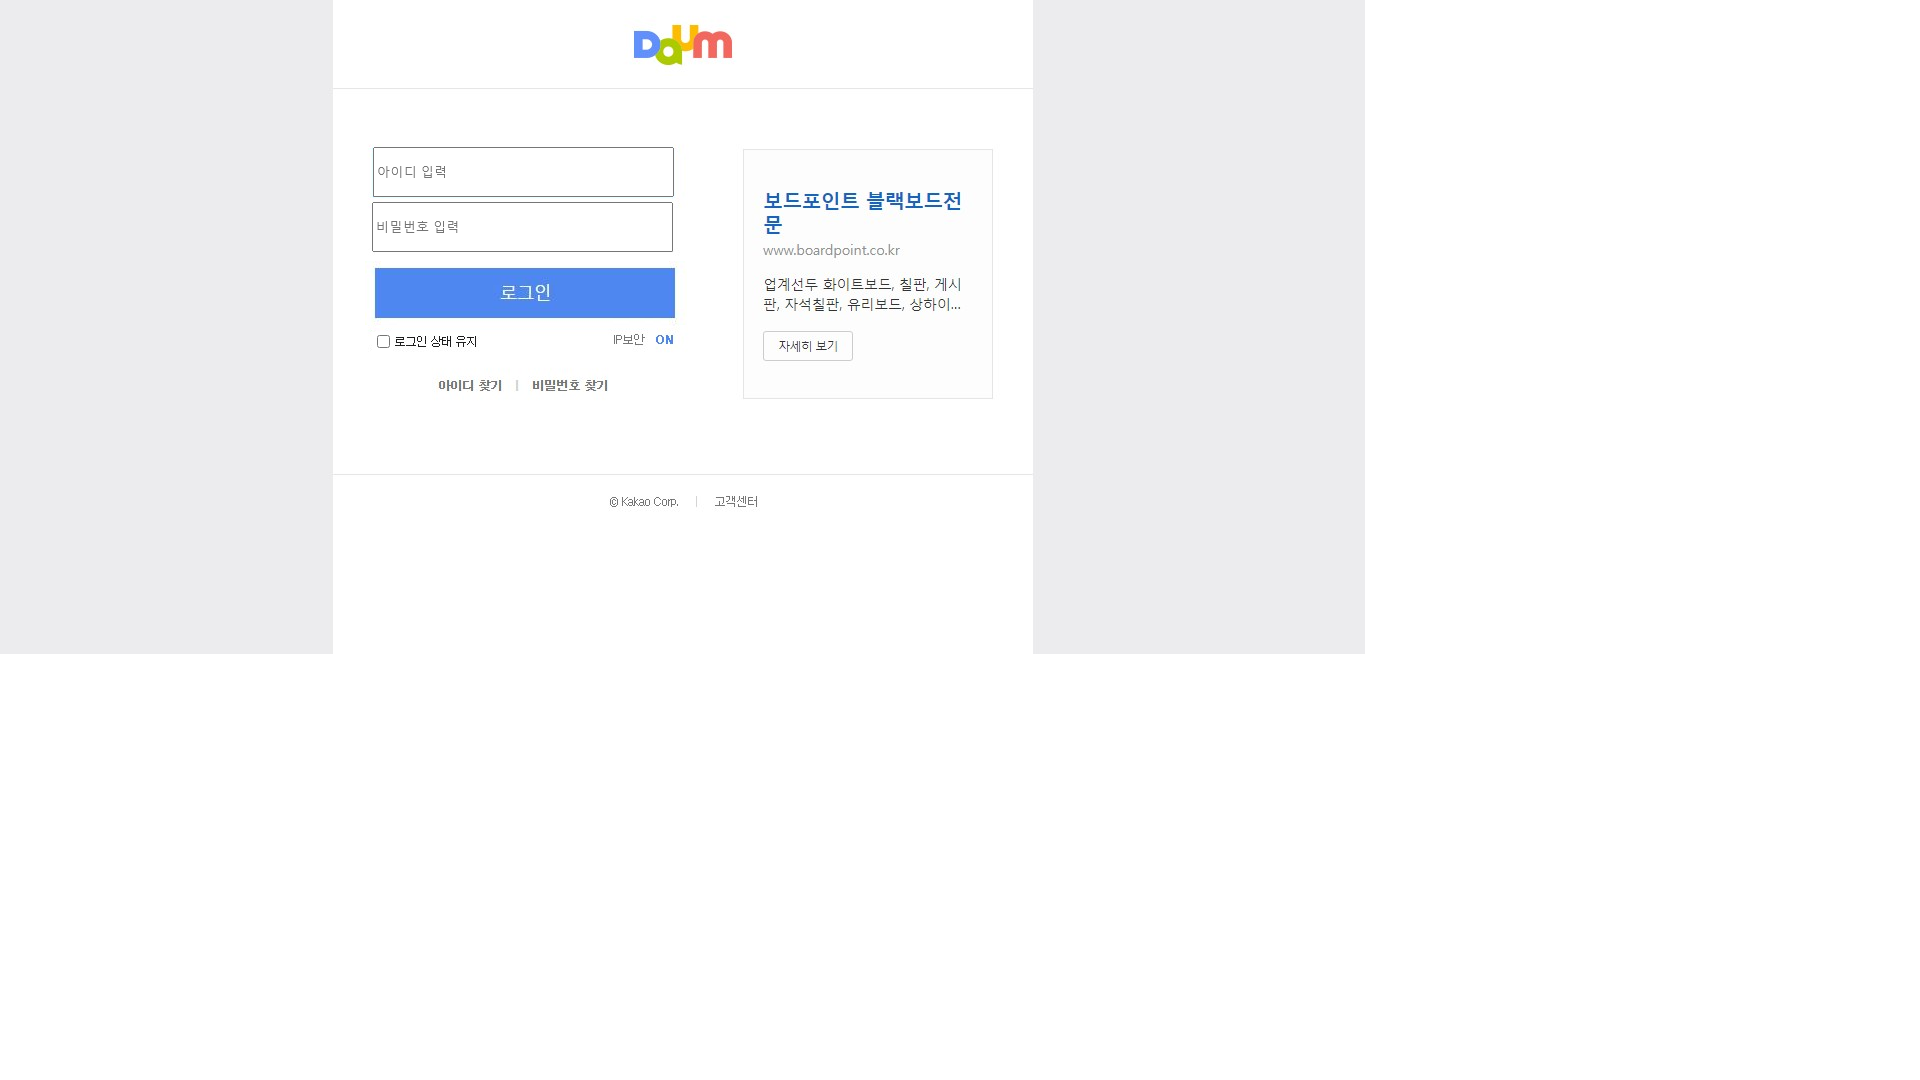 Daum
아이디 입력
비밀번호 입력
로그인
로그인 상태 유지
IP보안 ON
아이디 찾기 | 비밀번호 찾기
보드포인트 블랙보드전
문
www.boardpoint.co.kr
업계선두 화이트보드, 칠판, 게시
판, 자석칠판, 유리보드, 상하이...
자세히 보기
© Kakao Corp. | 고객센터